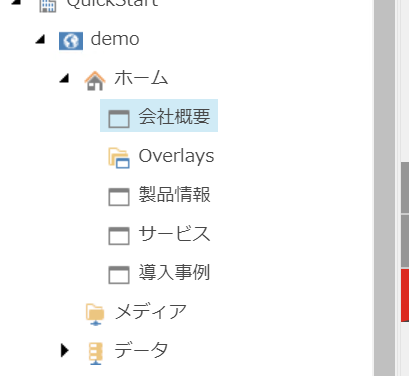 QuickStart
demo
ホーム
会社概要
Overlays
製品情報
サービス
導入事例
メディア
データ